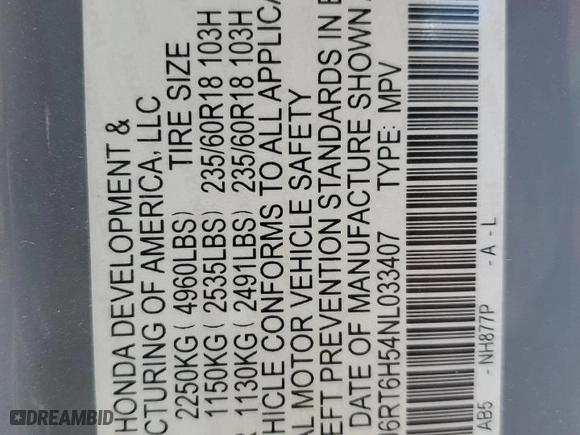 HONDA DEVELOPMENT &
CTURING OF AMERICA, LLC
2250KG ( 4960LBS) TIRE SIZE
1150KG ( 2535LBS) 235/60R18 103H
1130KG ( 2491LBS) 235/60R18 103H
HICLE CONFORMS TO ALL APPLICA
AL MOTOR VEHICLE SAFETY
EFT PREVENTION STANDARDS IN E
DATE OF MANUFACTURE SHOWN
6RT6H54NL033407 TYPE: MPV
AB5 - NH877P - A - L
DREAMBID